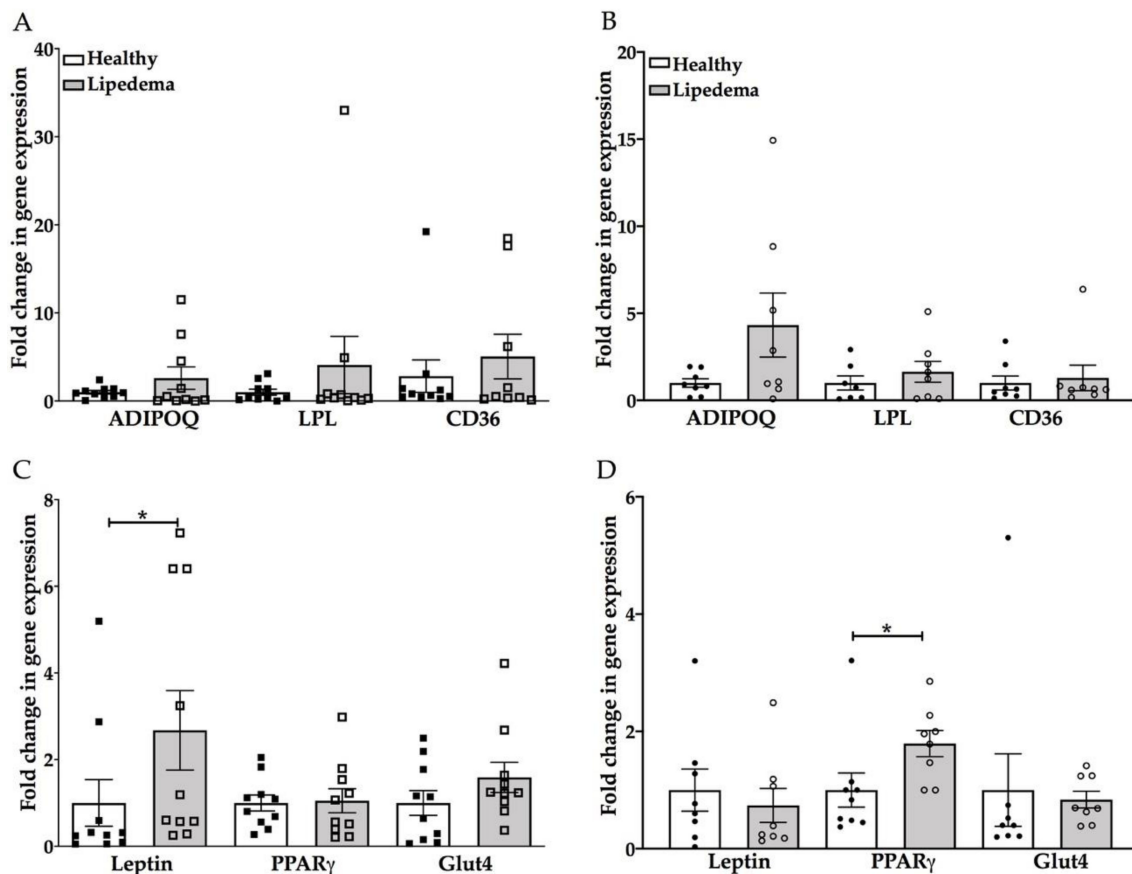 A
Fold change in gene expression
40
30
20
10
0
Healthy
Lipedema
ADIPOQ LPL CD36
B
Fold change in gene expression
20
15
10
5
0
Healthy
Lipedema
ADIPOQ LPL CD36
C
Fold change in gene expression
8
6
4
2
0
*
Leptin PPARγ Glut4
D
Fold change in gene expression
6
4
2
0
*
Leptin PPARγ Glut4